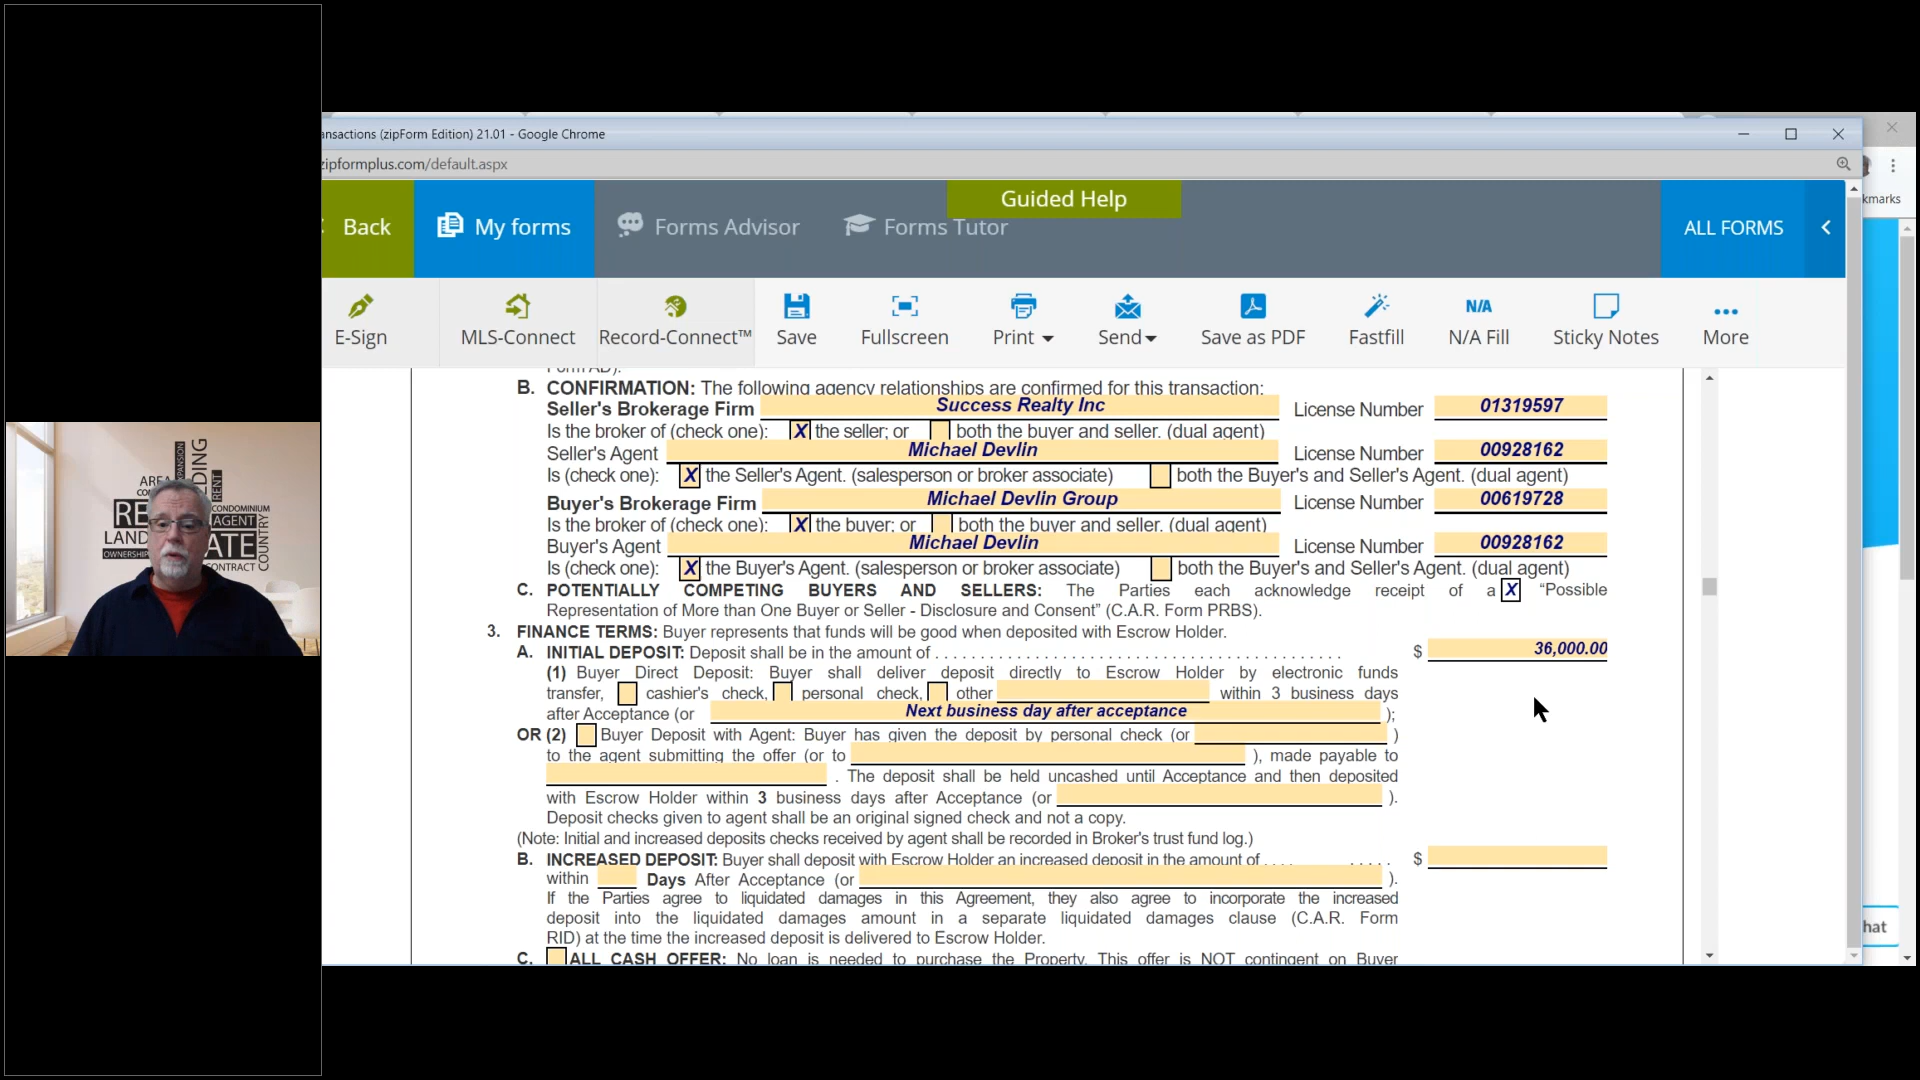 ansactions (zipForm Edition) 21.01 - Google Chrome
zipformplus.com/default.aspx
kmarks
Back
My forms
Forms Advisor
Forms Tutor
Guided Help
ALL FORMS
E-Sign
MLS-Connect
Record-Connect™
Save
Fullscreen
Print
Send
Save as PDF
Fastfill
N/A
N/A Fill
Sticky Notes
More
Form AD).
B. CONFIRMATION: The following agency relationships are confirmed for this transaction:
Seller's Brokerage Firm Success Realty Inc License Number 01319597
Is the broker of (check one): X the seller; or both the buyer and seller. (dual agent)
Seller's Agent Michael Devlin License Number 00928162
Is (check one): X the Seller's Agent. (salesperson or broker associate) both the Buyer's and Seller's Agent. (dual agent)
Buyer's Brokerage Firm Michael Devlin Group License Number 00619728
Is the broker of (check one): X the buyer; or both the buyer and seller. (dual agent)
Buyer's Agent Michael Devlin License Number 00928162
Is (check one): X the Buyer's Agent. (salesperson or broker associate) both the Buyer's and Seller's Agent. (dual agent)
C. POTENTIALLY COMPETING BUYERS AND SELLERS: The Parties each acknowledge receipt of a X “Possible
Representation of More than One Buyer or Seller - Disclosure and Consent” (C.A.R. Form PRBS).
3. FINANCE TERMS: Buyer represents that funds will be good when deposited with Escrow Holder.
A. INITIAL DEPOSIT: Deposit shall be in the amount of . . . . . . . . . . $ 36,000.00
(1) Buyer Direct Deposit: Buyer shall deliver deposit directly to Escrow Holder by electronic funds
transfer, cashier's check, personal check, other within 3 business days
after Acceptance (or Next business day after acceptance );
OR (2) Buyer Deposit with Agent: Buyer has given the deposit by personal check (or )
to the agent submitting the offer (or to ), made payable to
. The deposit shall be held uncashed until Acceptance and then deposited
with Escrow Holder within 3 business days after Acceptance (or ).
Deposit checks given to agent shall be an original signed check and not a copy.
(Note: Initial and increased deposits checks received by agent shall be recorded in Broker's trust fund log.)
B. INCREASED DEPOSIT: Buyer shall deposit with Escrow Holder an increased deposit in the amount of . . . . . . . . $
within Days After Acceptance (or ).
If the Parties agree to liquidated damages in this Agreement, they also agree to incorporate the increased
deposit into the liquidated damages amount in a separate liquidated damages clause (C.A.R. Form
RID) at the time the increased deposit is delivered to Escrow Holder.
C. ALL CASH OFFER: No loan is needed to purchase the Property. This offer is NOT contingent on Buyer
hat
AGENT
CONDOMINIUM
COUNTRY
RENT
OWNERSHIP
CONTRACT